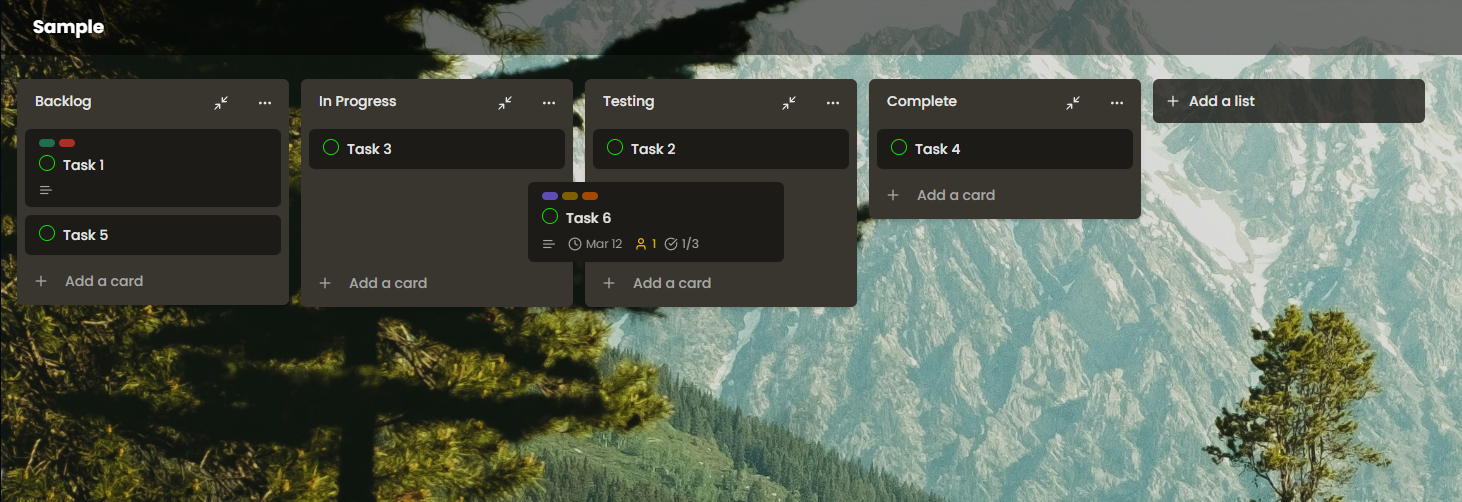 Sample
Backlog
Task 1
Task 5
+ Add a card
In Progress
Task 3
+ Add a card
Testing
Task 2
Task 6
Mar 12 1 1/3
+ Add a card
Complete
Task 4
+ Add a card
+ Add a list